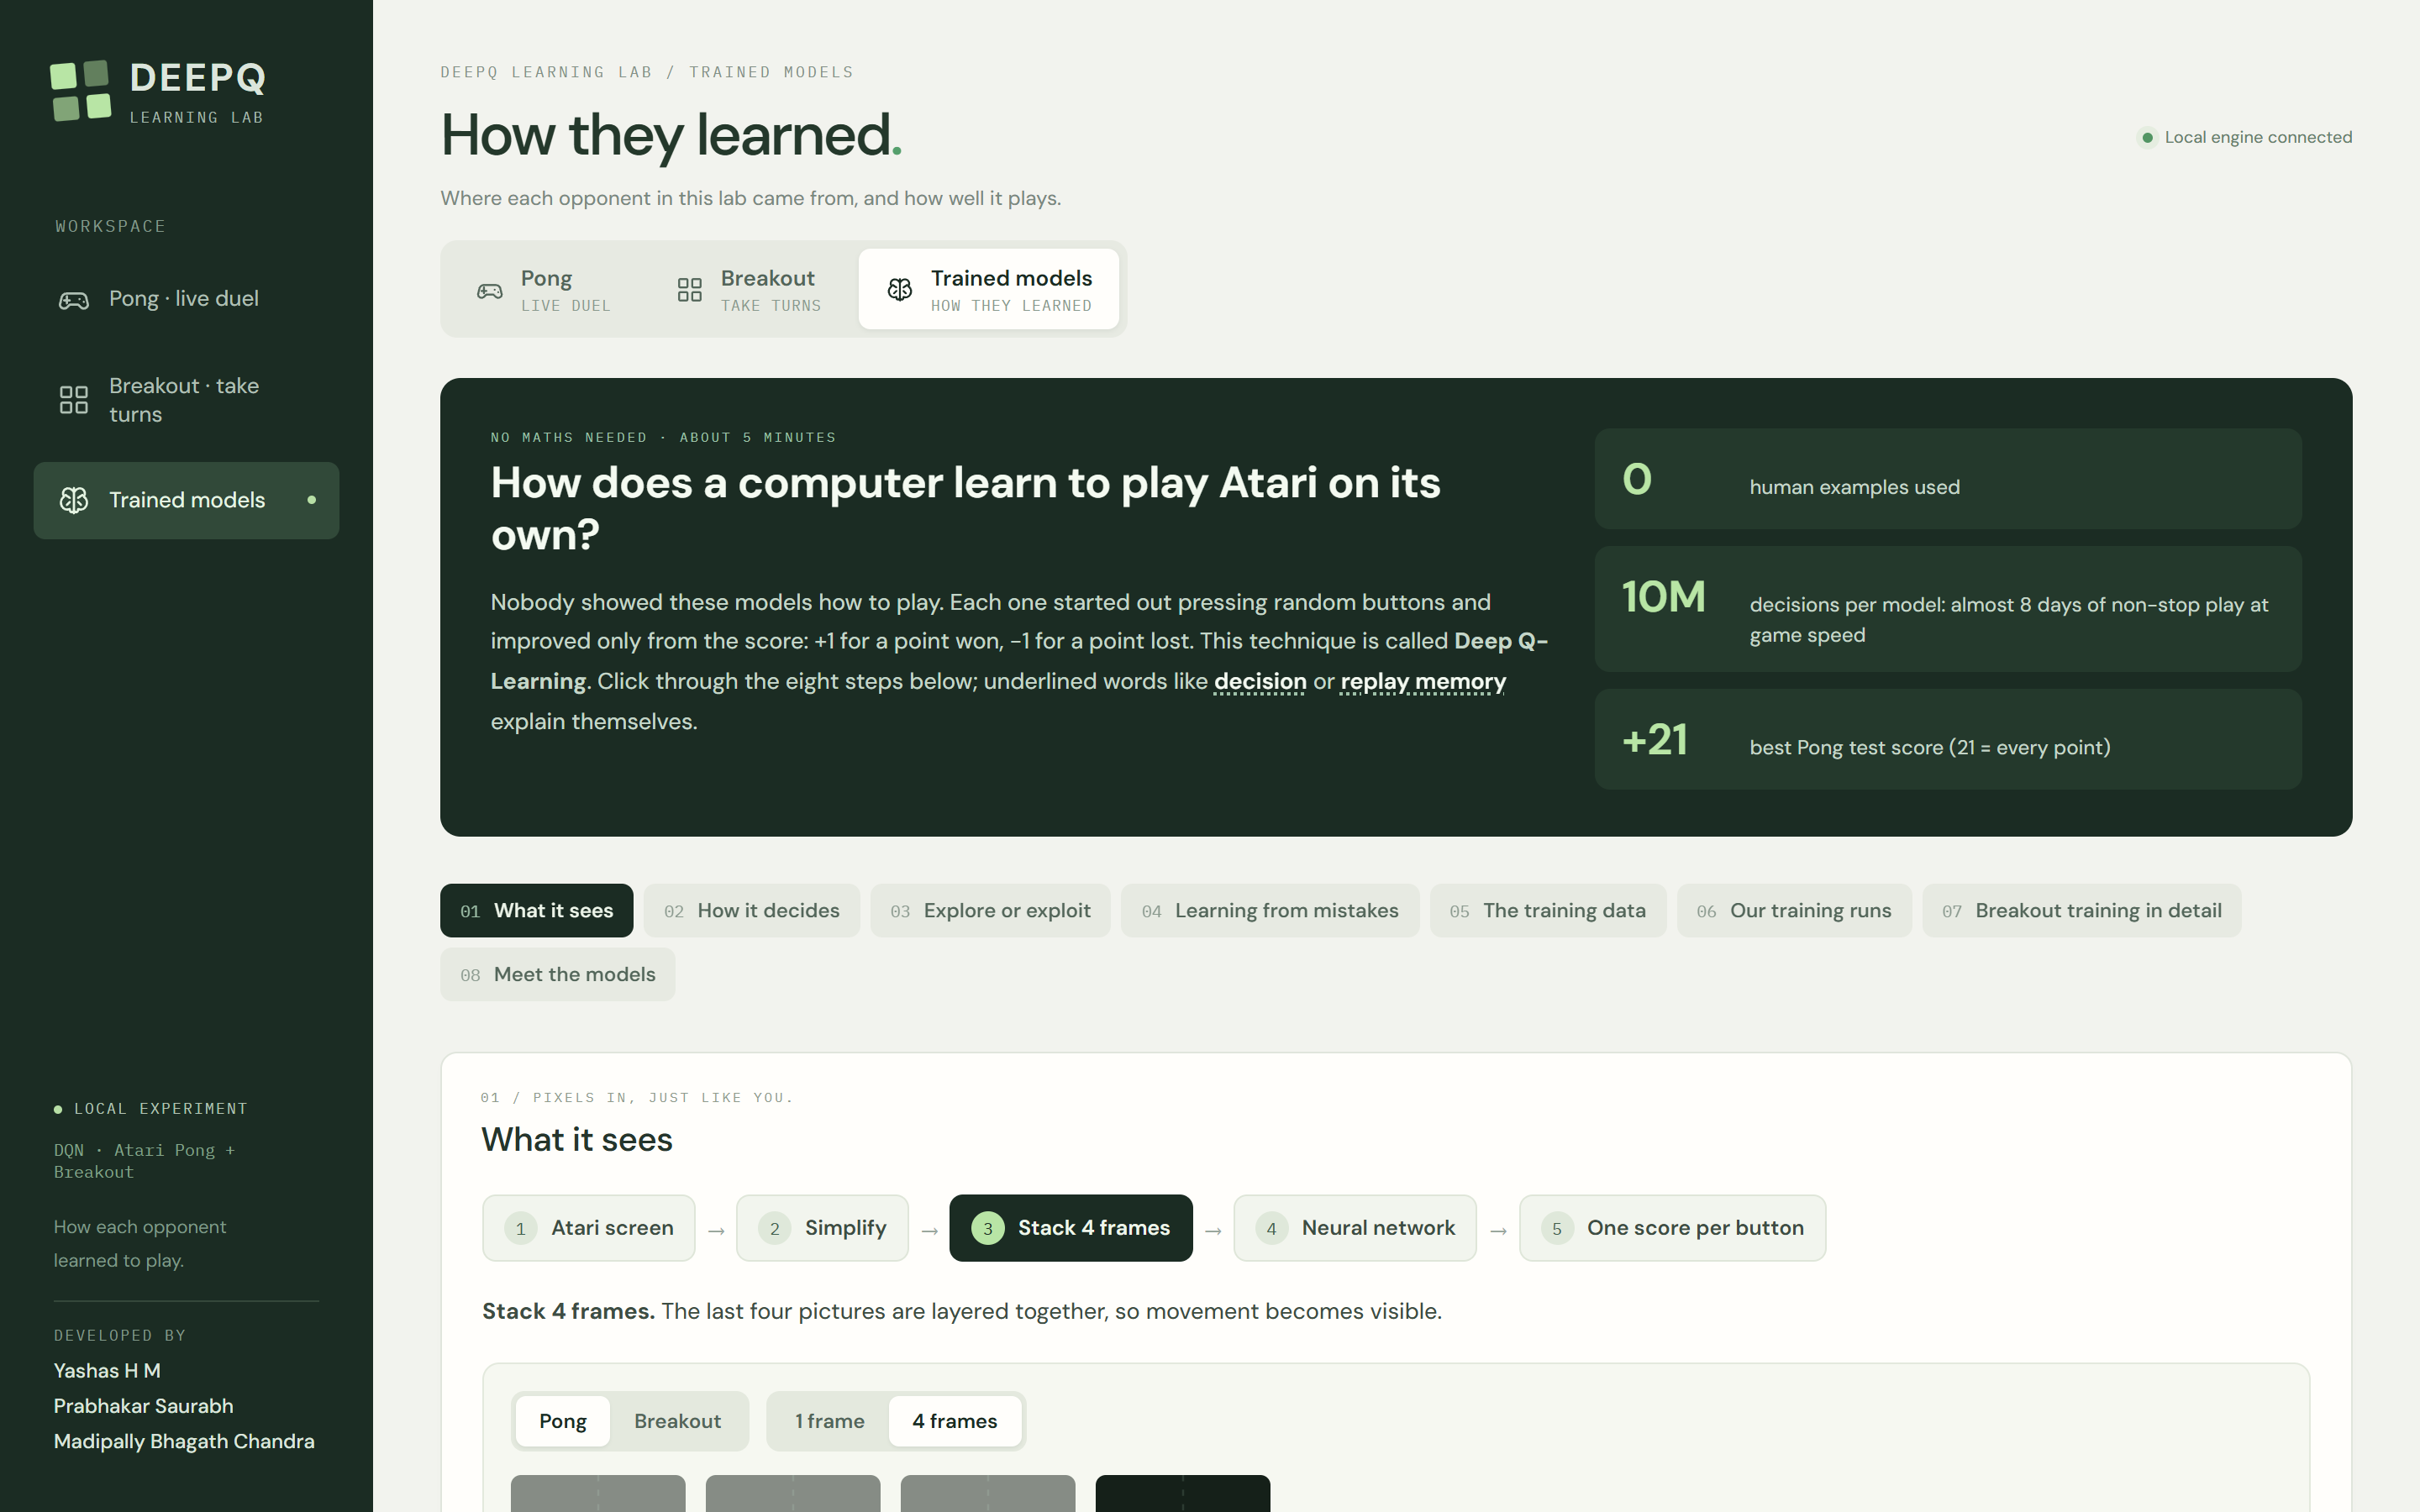 DEEPQ
LEARNING LAB
WORKSPACE
Pong · live duel
Breakout · take
turns
Trained models
LOCAL EXPERIMENT
DQN · Atari Pong +
Breakout
How each opponent
learned to play.
DEVELOPED BY
Yashas H M
Prabhakar Saurabh
Madipally Bhagath Chandra
DEEPQ LEARNING LAB / TRAINED MODELS
How they learned.
Local engine connected
Where each opponent in this lab came from, and how well it plays.
Pong
LIVE DUEL
Breakout
TAKE TURNS
Trained models
HOW THEY LEARNED
NO MATHS NEEDED · ABOUT 5 MINUTES
How does a computer learn to play Atari on its
own?
Nobody showed these models how to play. Each one started out pressing random buttons and
improved only from the score: +1 for a point won, −1 for a point lost. This technique is called Deep Q-
Learning. Click through the eight steps below; underlined words like decision or replay memory
explain themselves.
0 human examples used
10M decisions per model: almost 8 days of non-stop play at
game speed
+21 best Pong test score (21 = every point)
01 What it sees
02 How it decides
03 Explore or exploit
04 Learning from mistakes
05 The training data
06 Our training runs
07 Breakout training in detail
08 Meet the models
01 / PIXELS IN, JUST LIKE YOU.
What it sees
1 Atari screen → 2 Simplify → 3 Stack 4 frames → 4 Neural network → 5 One score per button
Stack 4 frames. The last four pictures are layered together, so movement becomes visible.
Pong Breakout 1 frame 4 frames